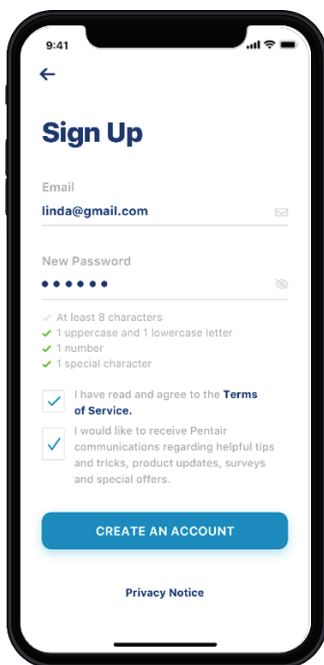 9:41
Sign Up
Email
linda@gmail.com
New Password
At least 8 characters
1 uppercase and 1 lowercase letter
1 number
1 special character
I have read and agree to the Terms
of Service.
I would like to receive Pentair
communications regarding helpful tips
and tricks, product updates, surveys
and special offers.
CREATE AN ACCOUNT
Privacy Notice